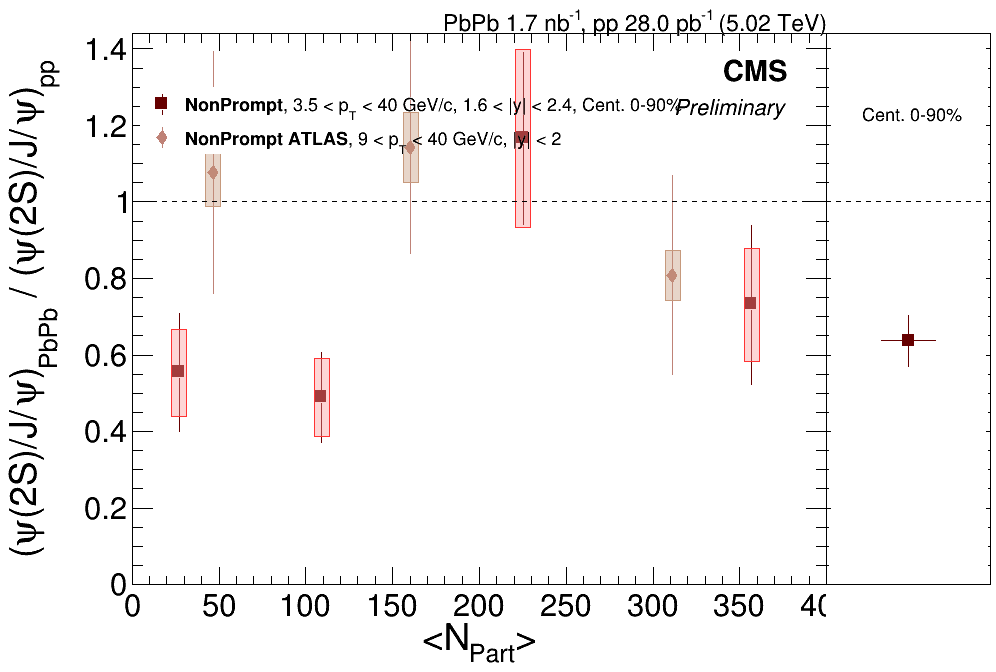 PbPb 1.7 nb-1, pp 28.0 pb-1 (5.02 TeV)
CMS
Preliminary
NonPrompt, 3.5 < pT < 40 GeV/c, 1.6 < |y| < 2.4, Cent. 0-90%
NonPrompt ATLAS, 9 < pT < 40 GeV/c, |y| < 2
Cent. 0-90%
(ψ(2S)/J/ψ)PbPb / (ψ(2S)/J/ψ)pp
1.4
1.2
1
0.8
0.6
0.4
0.2
0
0 50 100 150 200 250 300 350 40
<NPart>